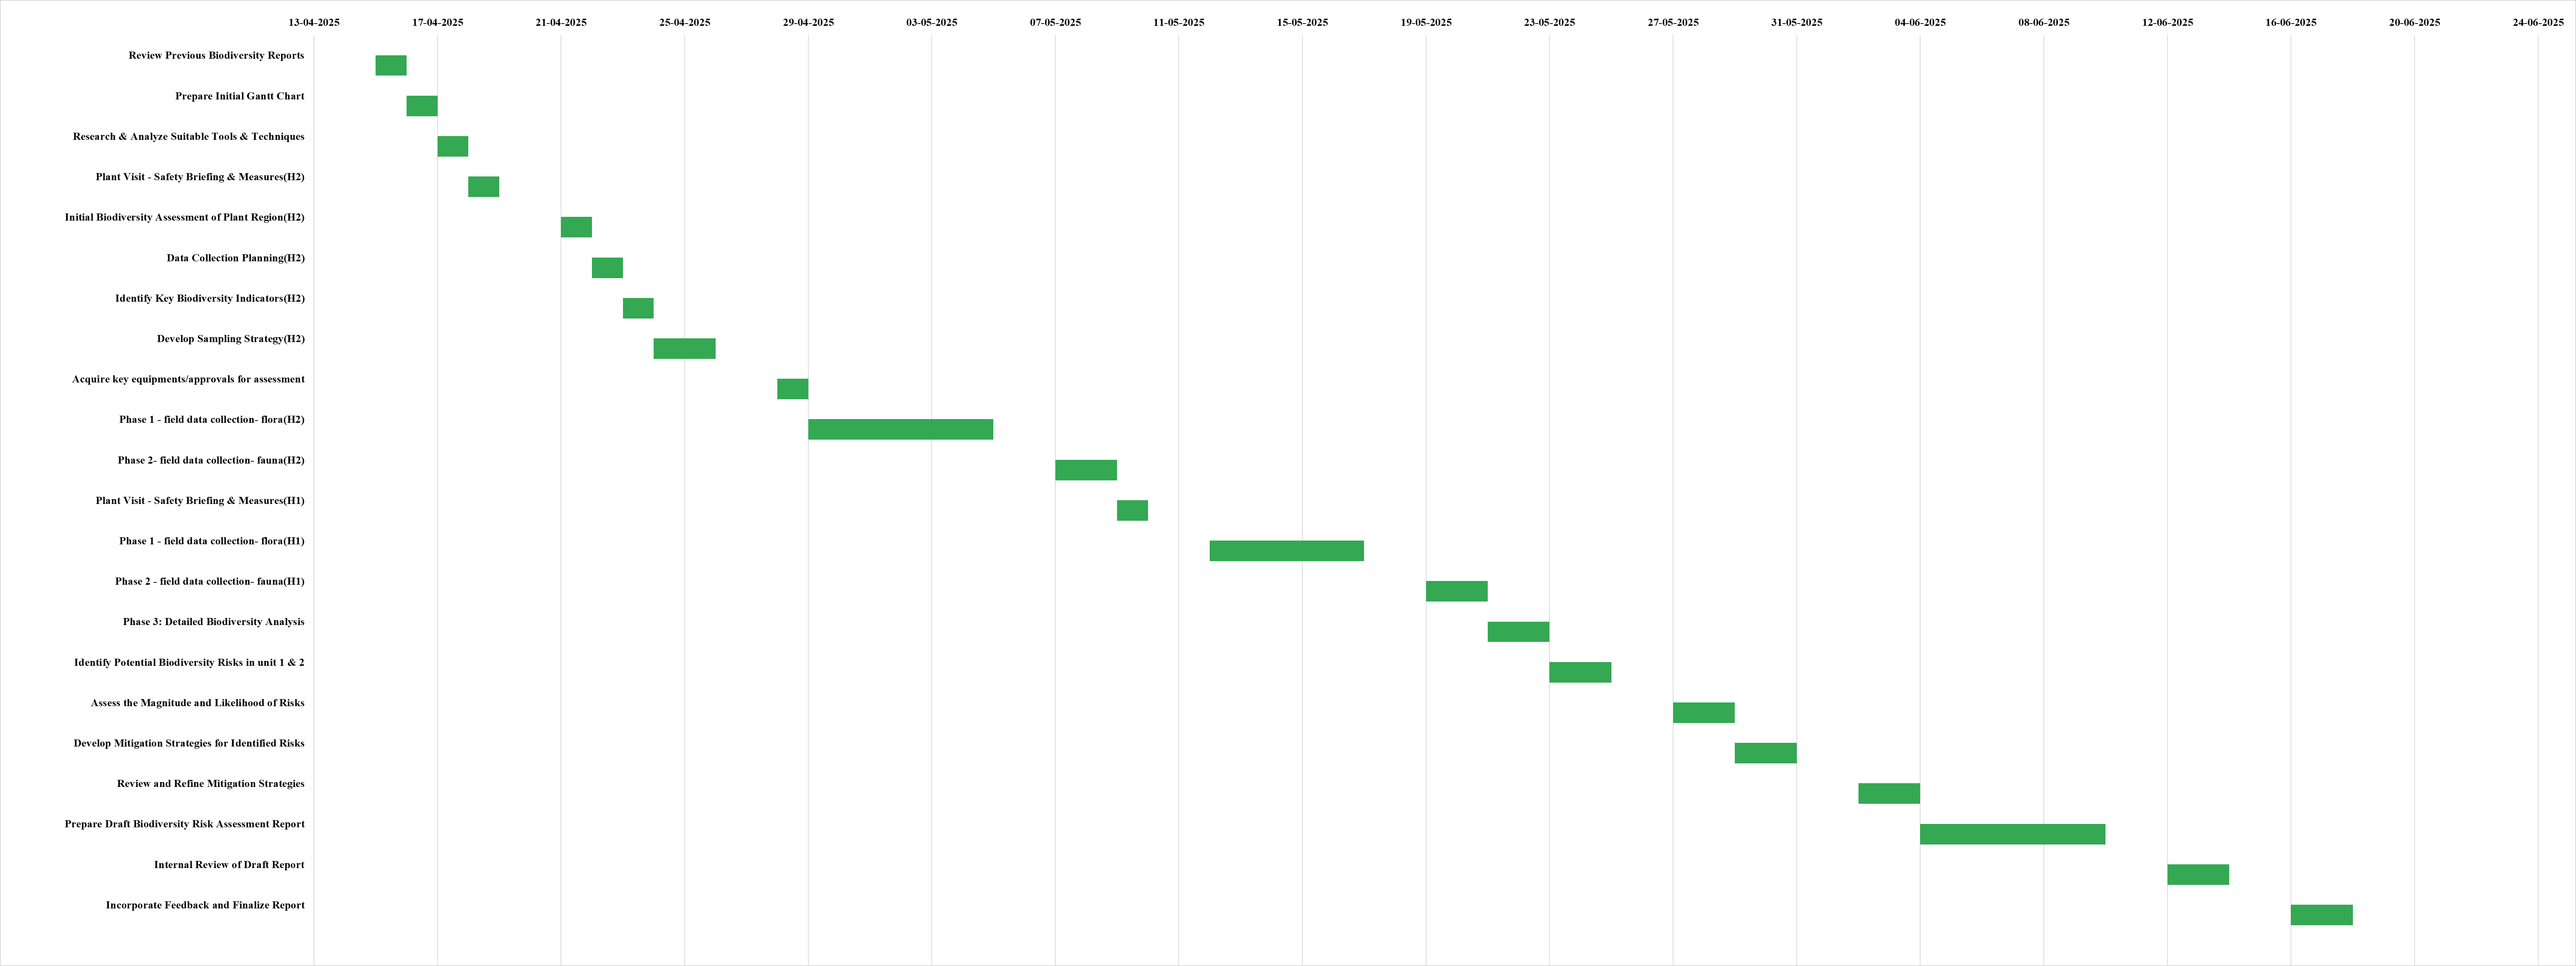 13-04-2025 17-04-2025 21-04-2025 25-04-2025 29-04-2025 03-05-2025 07-05-2025 11-05-2025 15-05-2025 19-05-2025 23-05-2025 27-05-2025 31-05-2025 04-06-2025 08-06-2025 12-06-2025 16-06-2025 20-06-2025 24-06-2025
Review Previous Biodiversity Reports
Prepare Initial Gantt Chart
Research & Analyze Suitable Tools & Techniques
Plant Visit - Safety Briefing & Measures(H2)
Initial Biodiversity Assessment of Plant Region(H2)
Data Collection Planning(H2)
Identify Key Biodiversity Indicators(H2)
Develop Sampling Strategy(H2)
Acquire key equipments/approvals for assessment
Phase 1 - field data collection- flora(H2)
Phase 2- field data collection- fauna(H2)
Plant Visit - Safety Briefing & Measures(H1)
Phase 1 - field data collection- flora(H1)
Phase 2 - field data collection- fauna(H1)
Phase 3: Detailed Biodiversity Analysis
Identify Potential Biodiversity Risks in unit 1 & 2
Assess the Magnitude and Likelihood of Risks
Develop Mitigation Strategies for Identified Risks
Review and Refine Mitigation Strategies
Prepare Draft Biodiversity Risk Assessment Report
Internal Review of Draft Report
Incorporate Feedback and Finalize Report